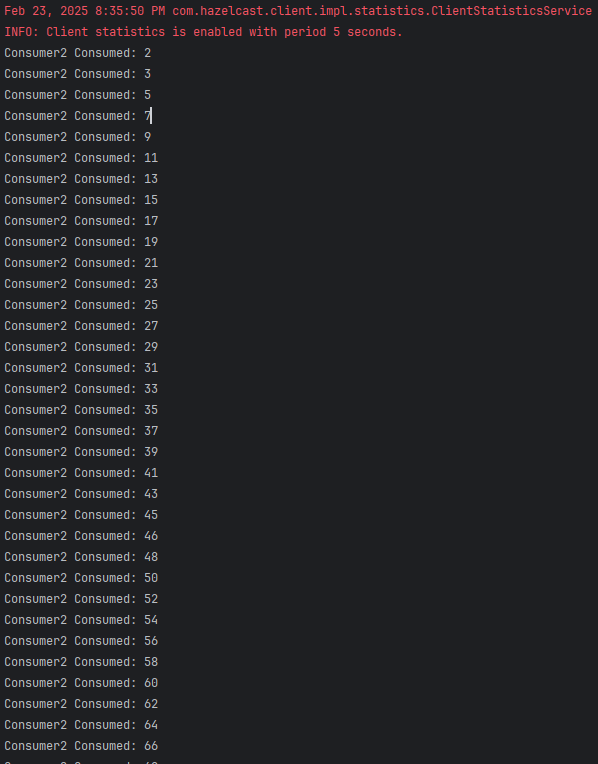 Feb 23, 2025 8:35:50 PM com.hazelcast.client.impl.statistics.ClientStatisticsService
INFO: Client statistics is enabled with period 5 seconds.
Consumer2 Consumed: 2
Consumer2 Consumed: 3
Consumer2 Consumed: 5
Consumer2 Consumed: 7
Consumer2 Consumed: 9
Consumer2 Consumed: 11
Consumer2 Consumed: 13
Consumer2 Consumed: 15
Consumer2 Consumed: 17
Consumer2 Consumed: 19
Consumer2 Consumed: 21
Consumer2 Consumed: 23
Consumer2 Consumed: 25
Consumer2 Consumed: 27
Consumer2 Consumed: 29
Consumer2 Consumed: 31
Consumer2 Consumed: 33
Consumer2 Consumed: 35
Consumer2 Consumed: 37
Consumer2 Consumed: 39
Consumer2 Consumed: 41
Consumer2 Consumed: 43
Consumer2 Consumed: 45
Consumer2 Consumed: 46
Consumer2 Consumed: 48
Consumer2 Consumed: 50
Consumer2 Consumed: 52
Consumer2 Consumed: 54
Consumer2 Consumed: 56
Consumer2 Consumed: 58
Consumer2 Consumed: 60
Consumer2 Consumed: 62
Consumer2 Consumed: 64
Consumer2 Consumed: 66
Consumer2 Consumed: